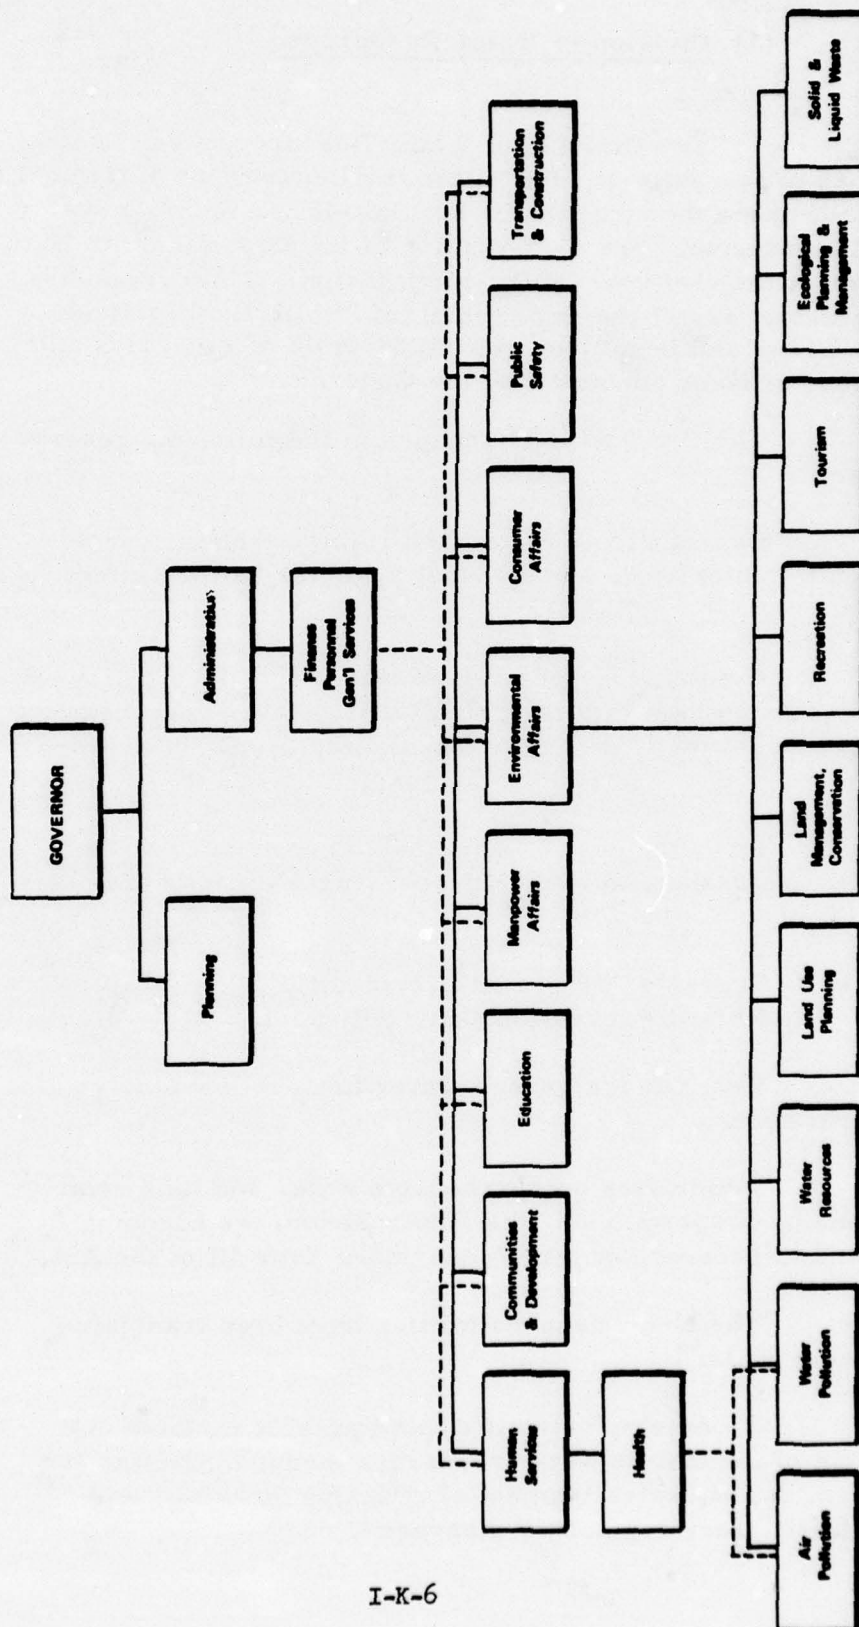 GOVERNOR
Planning
Administration
Finance
Personnel
Gen'l Services
Human
Services
Communities
& Development
Education
Manpower
Affairs
Environmental
Affairs
Consumer
Affairs
Public
Safety
Transportation
& Construction
Health
Air
Pollution
Water
Pollution
Water
Resources
Land Use
Planning
Land
Management,
Conservation
Recreation
Tourism
Ecological
Planning &
Management
Solid &
Liquid Waste
I-K-6